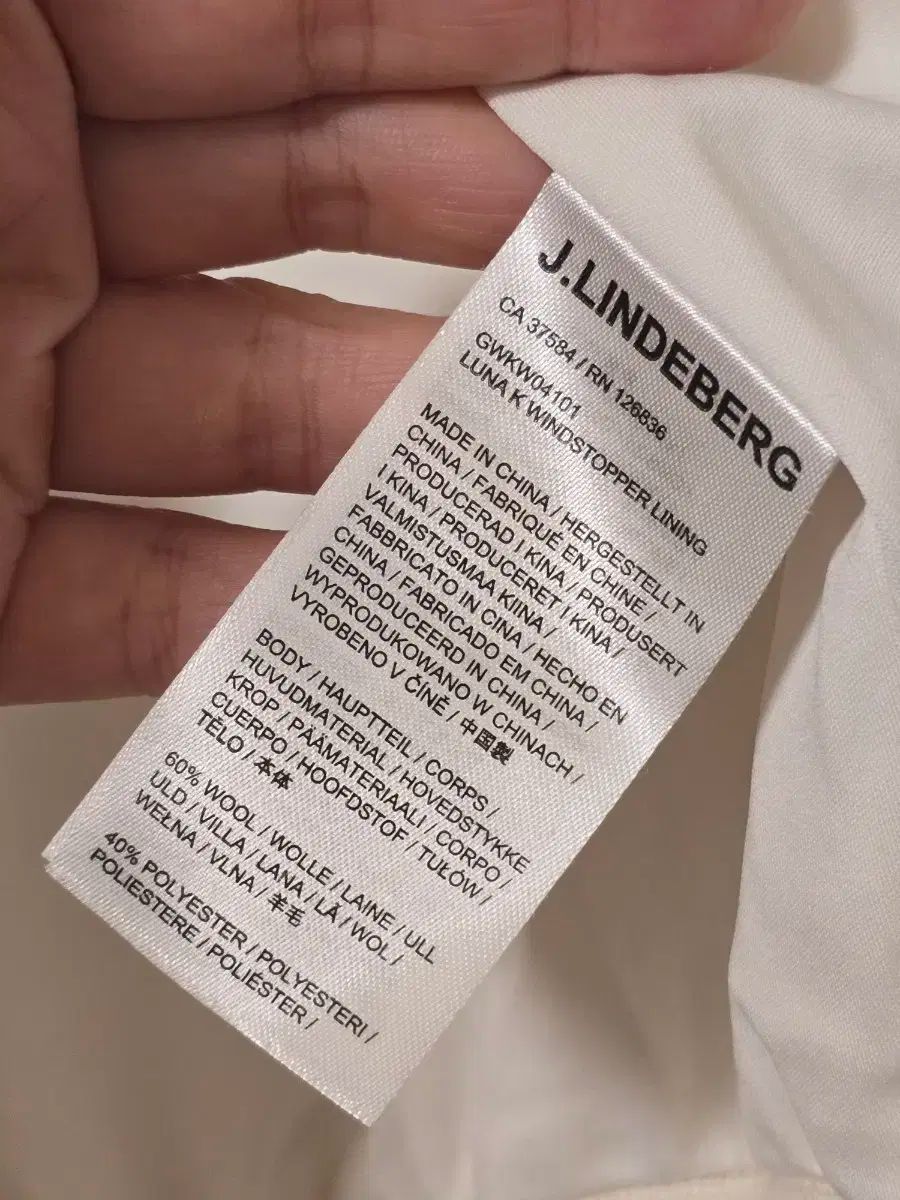 J.LINDEBERG
CA 37584 / RN 126836
GWKW04101
LUNA K WINDSTOPPER LINING
MADE IN CHINA / HERGESTELLT IN
CHINA / FABRIQUÉ EN CHINE /
PRODUCERAD I KINA / PRODUSERT
I KINA / PRODUCERET I KINA /
VALMISTUSMAA KIINA /
FABBRICATO IN CINA / HECHO EN
CHINA / FABRICADO EM CHINA /
GEPRODUCEERD IN CHINA /
WYPRODUKOWANO W CHINACH /
VYROBENO V ČÍNĚ / 中国製
BODY / HAUPTTEIL / CORPS /
HUVUDMATERIAL / HOVEDSTYKKE
KROP / PÄÄMATERIAALI / CORPO /
CUERPO / HOOFDSTOF / TUŁÓW /
TĚLO / 本体
60% WOOL / WOLLE / LAINE / ULL
ULD / VILLA / LANA / LÃ / WOL /
WEŁNA / VLNA / 羊毛
40% POLYESTER / POLYESTERI /
POLIESTERE / POLIÉSTER /